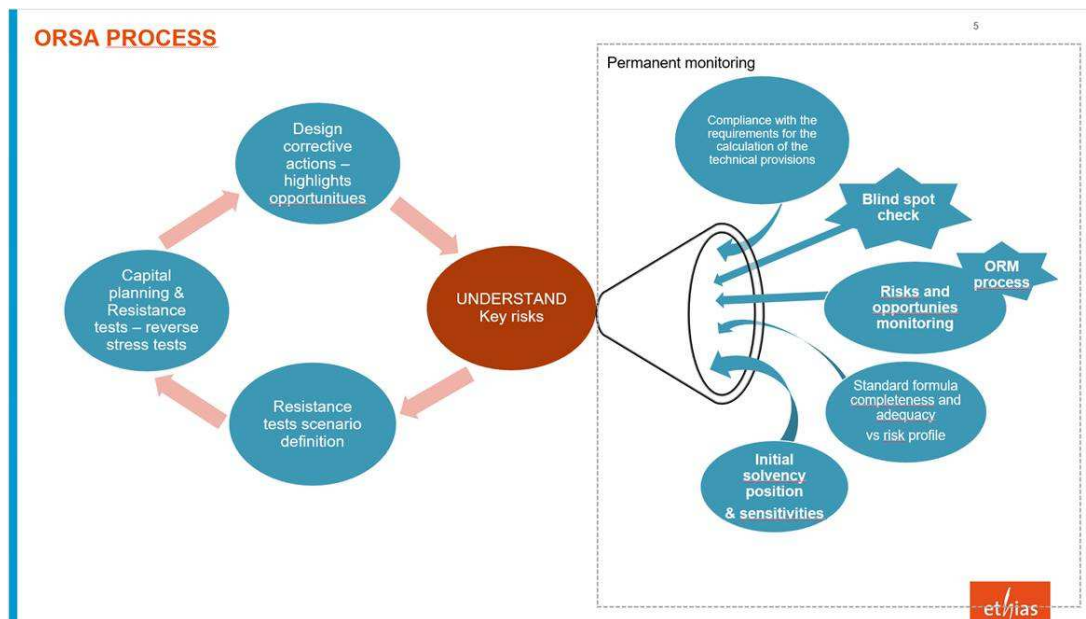 5
ORSA PROCESS
Permanent monitoring
Design
corrective
actions –
highlights
opportunitues
Capital
planning &
Resistance
tests – reverse
stress tests
Resistance
tests scenario
definition
UNDERSTAND
Key risks
Compliance with the
requirements for the
calculation of the
technical provisions
Blind spot
check
ORM
process
Risks and
opportunies
monitoring
Standard formula
completeness and
adequacy
vs risk profile
Initial
solvency
position
& sensitivities
ethias